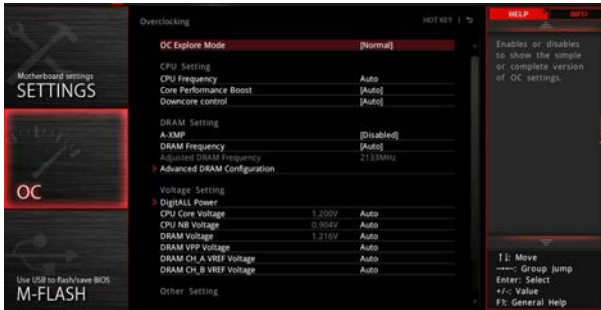 Overclocking
HOT KEY
HELP
INFO
Motherboard settings
SETTINGS
OC
Use USB to flash/save BIOS
M-FLASH
OC Explore Mode [Normal]
CPU Setting
CPU Frequency Auto
Core Performance Boost [Auto]
Downcore control [Auto]
DRAM Setting
A-XMP [Disabled]
DRAM Frequency [Auto]
Adjusted DRAM Frequency 2133MHz
Advanced DRAM Configuration
Voltage Setting
DigitALL Power
CPU Core Voltage 1.200V Auto
CPU NB Voltage 0.904V Auto
DRAM Voltage 1.216V Auto
DRAM VPP Voltage Auto
DRAM CH_A VREF Voltage Auto
DRAM CH_B VREF Voltage Auto
Other Setting
Enables or disables
to show the simple
or complete version
of OC settings.
↑↓: Move
→←: Group Jump
Enter: Select
+/-: Value
F1: General Help